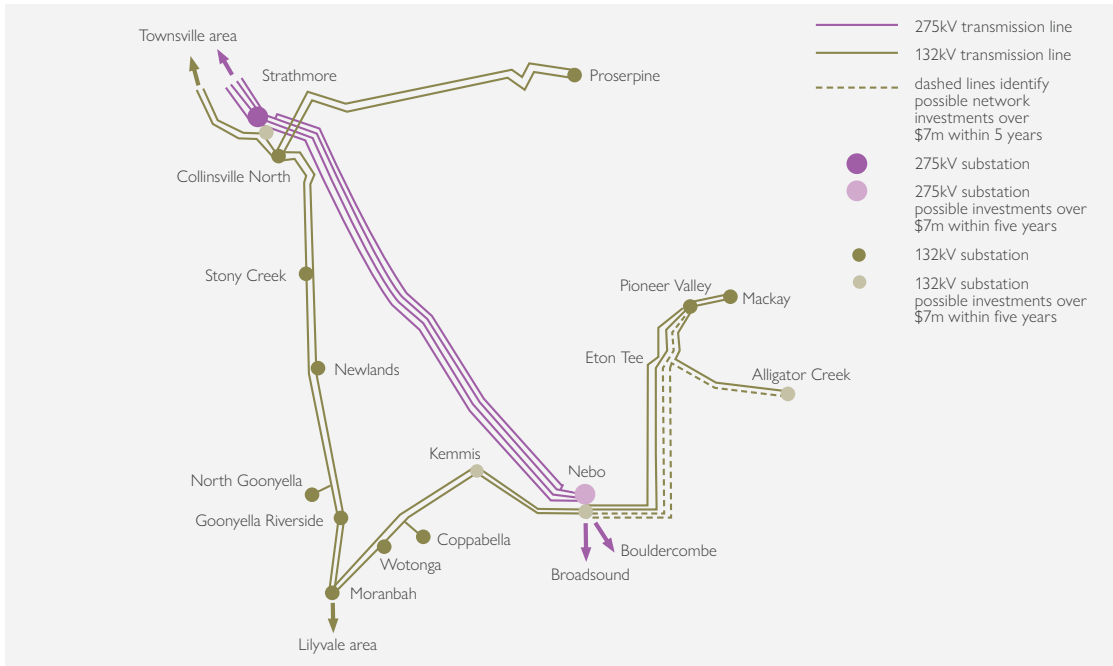 Townsville area
Strathmore
Proserpine
Collinsville North
Stony Creek
Newlands
North Goonyella
Goonyella Riverside
Moranbah
Lilyvale area
Wotonga
Coppabella
Kemmis
Nebo
Broadsound
Bouldercombe
Eton Tee
Pioneer Valley
Mackay
Alligator Creek
275kV transmission line
132kV transmission line
dashed lines identify
possible network
investments over
$7m within 5 years
275kV substation
275kV substation
possible investments over
$7m within five years
132kV substation
132kV substation
possible investments over
$7m within five years